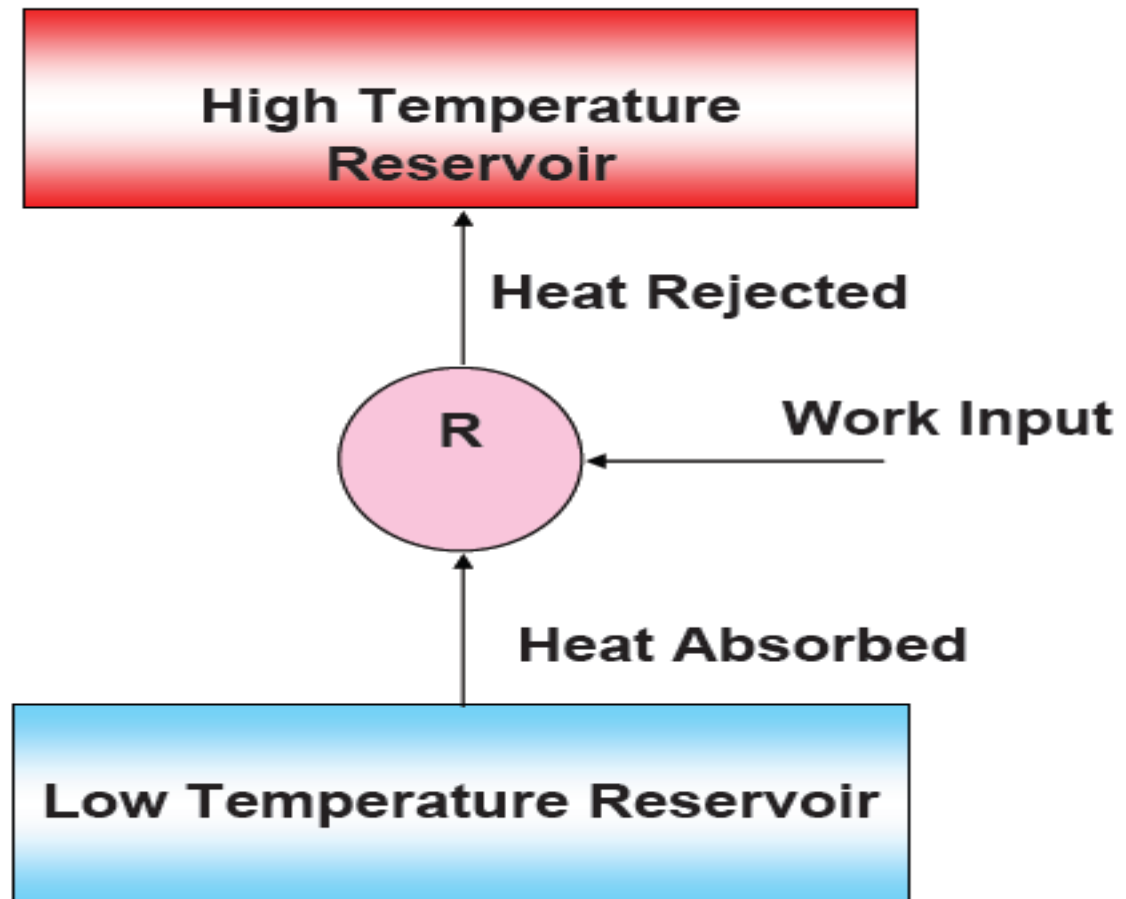 High Temperature
Reservoir
Heat Rejected
R
Work Input
Heat Absorbed
Low Temperature Reservoir